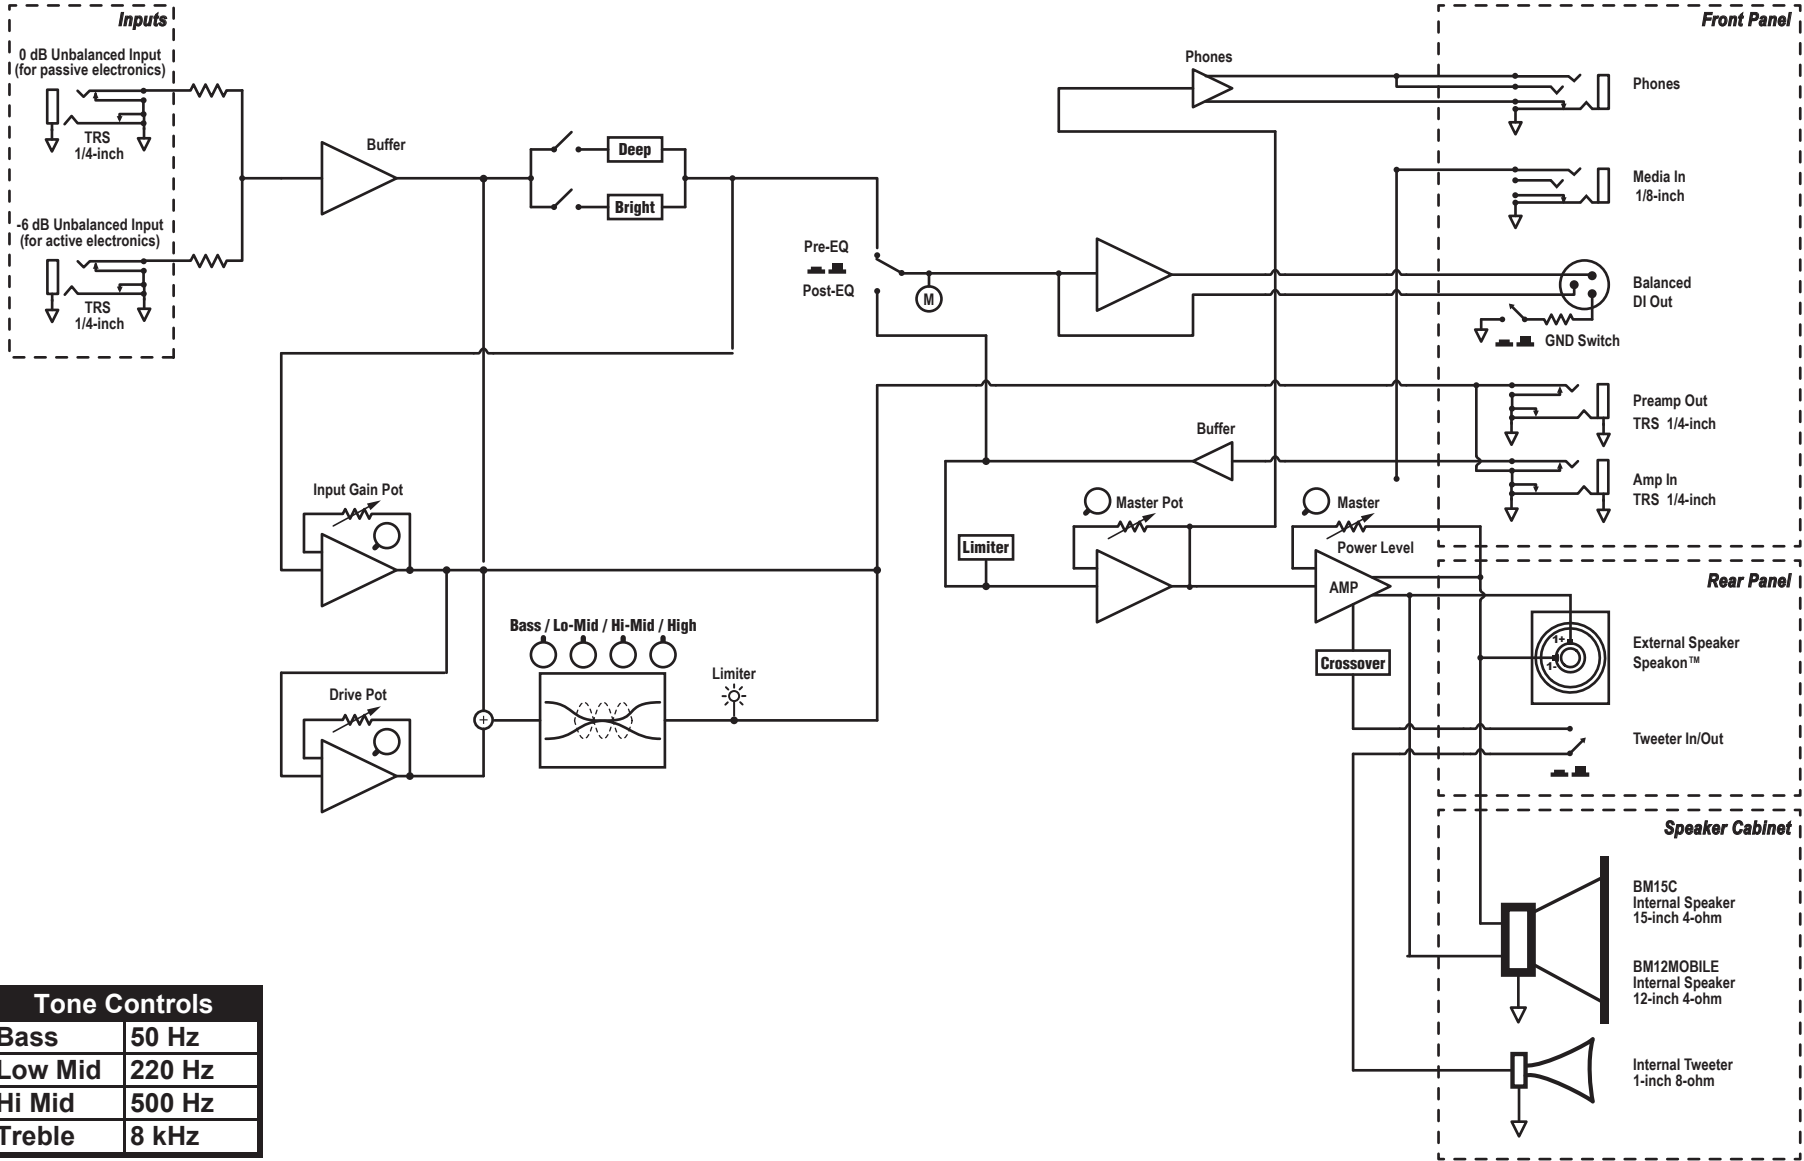 Inputs
0 dB Unbalanced Input
(for passive electronics)
TRS
1/4-inch
-6 dB Unbalanced Input
(for active electronics)
TRS
1/4-inch
Buffer
Deep
Bright
Pre-EQ
Post-EQ
M
Phones
Buffer
Input Gain Pot
Drive Pot
+
Bass / Lo-Mid / Hi-Mid / High
Limiter
Limiter
Master Pot
Master
Power Level
AMP
Crossover
Front Panel
Phones
Media In
1/8-inch
Balanced
DI Out
GND Switch
Preamp Out
TRS 1/4-inch
Amp In
TRS 1/4-inch
Rear Panel
1+
1-
External Speaker
Speakon™
Tweeter In/Out
Speaker Cabinet
BM15C
Internal Speaker
15-inch 4-ohm
BM12MOBILE
Internal Speaker
12-inch 4-ohm
Internal Tweeter
1-inch 8-ohm
Tone Controls
Bass 50 Hz
Low Mid 220 Hz
Hi Mid 500 Hz
Treble 8 kHz